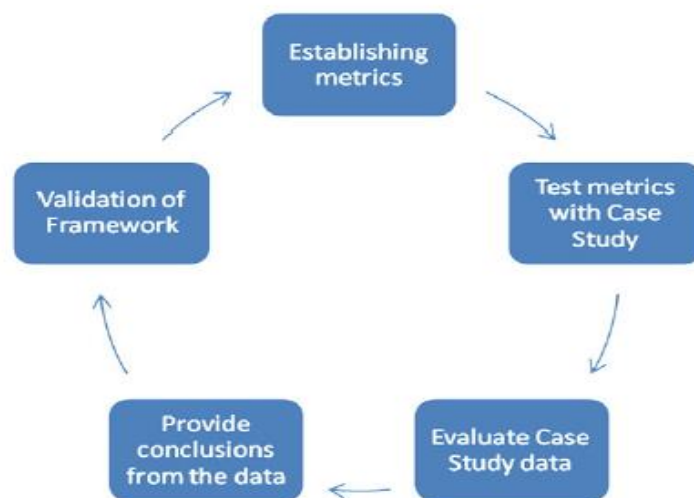 Establishing
metrics
Test metrics
with Case
Study
Evaluate Case
Study data
Provide
conclusions
from the data
Validation of
Framework